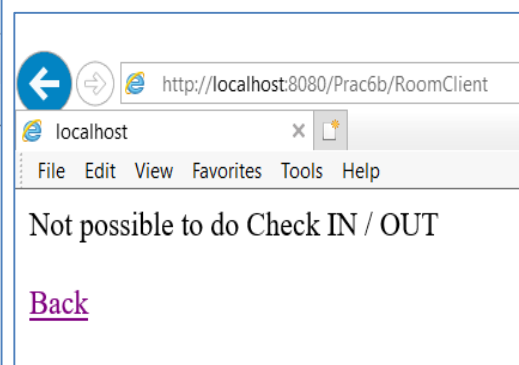 http://localhost:8080/Prac6b/RoomClient
localhost
File Edit View Favorites Tools Help
Not possible to do Check IN / OUT
Back